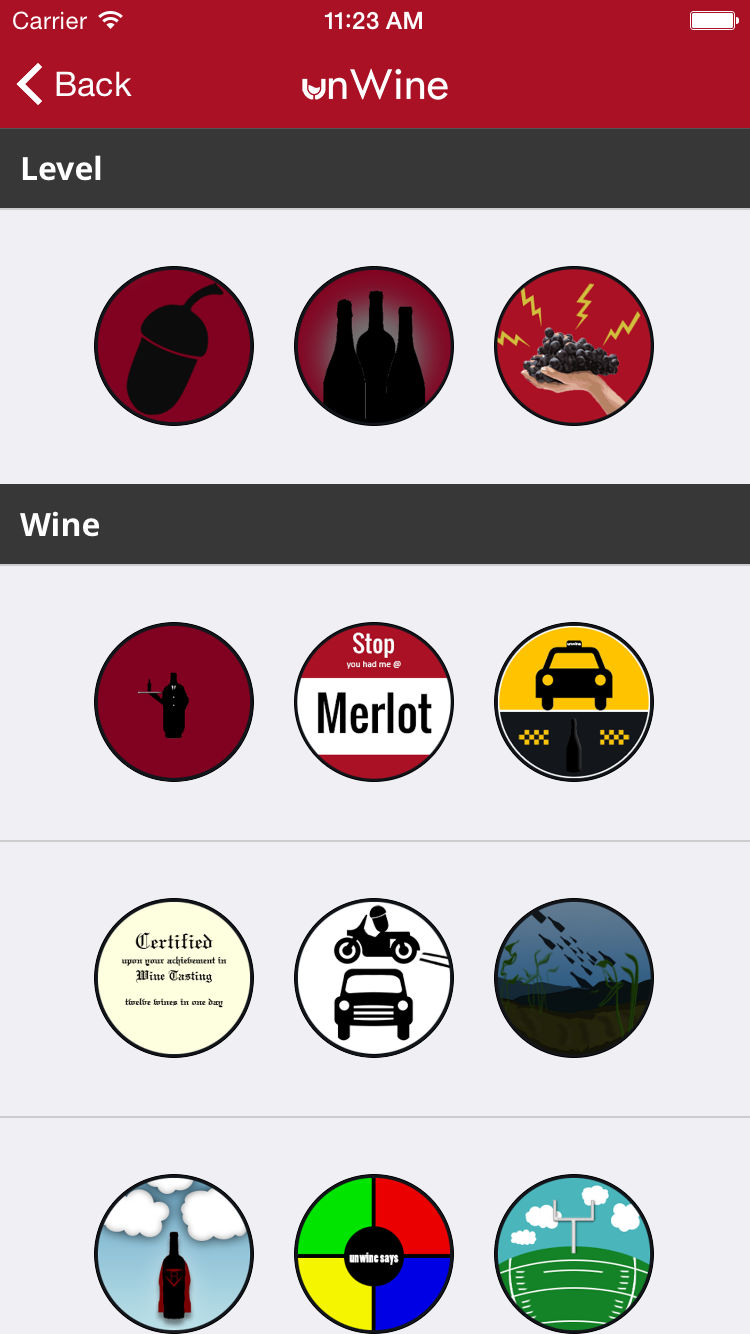 Carrier 11:23 AM
Back unWine
Level
Wine
Stop
you had me @
Merlot
unwine
Certified
upon your achievement in
Wine Tasting
twelve wines in one day
unwine says